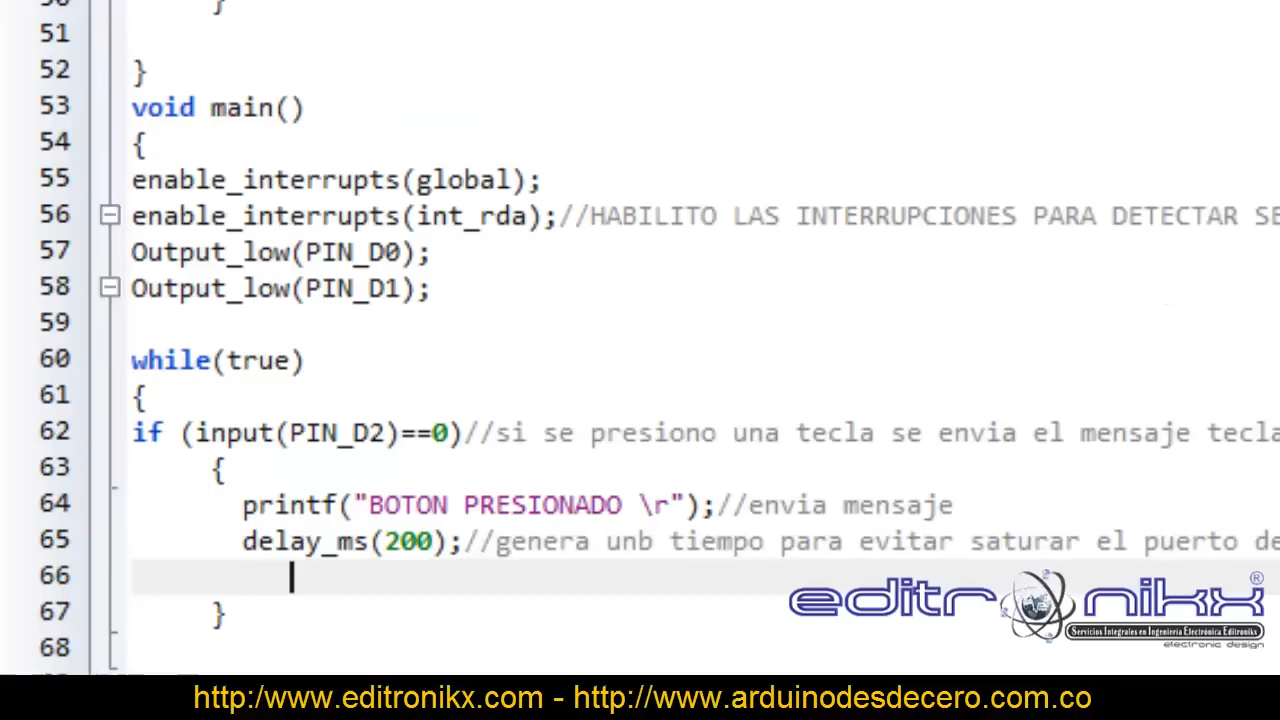 50 }
51
52 }
53 void main()
54 {
55 enable_interrupts(global);
56 enable_interrupts(int_rda);//HABILITO LAS INTERRUPCIONES PARA DETECTAR SE
57 Output_low(PIN_D0);
58 Output_low(PIN_D1);
59
60 while(true)
61 {
62 if (input(PIN_D2)==0)//si se presiono una tecla se envia el mensaje tecla
63 {
64 printf("BOTON PRESIONADO \r");//envia mensaje
65 delay_ms(200);//genera unb tiempo para evitar saturar el puerto de
66
67 }
68
editronikx ®
Servicios Integrales en Ingeniería Electrónica Editronikx
electronic design
http:/www.editronikx.com - http://www.arduinodesdecero.com.co